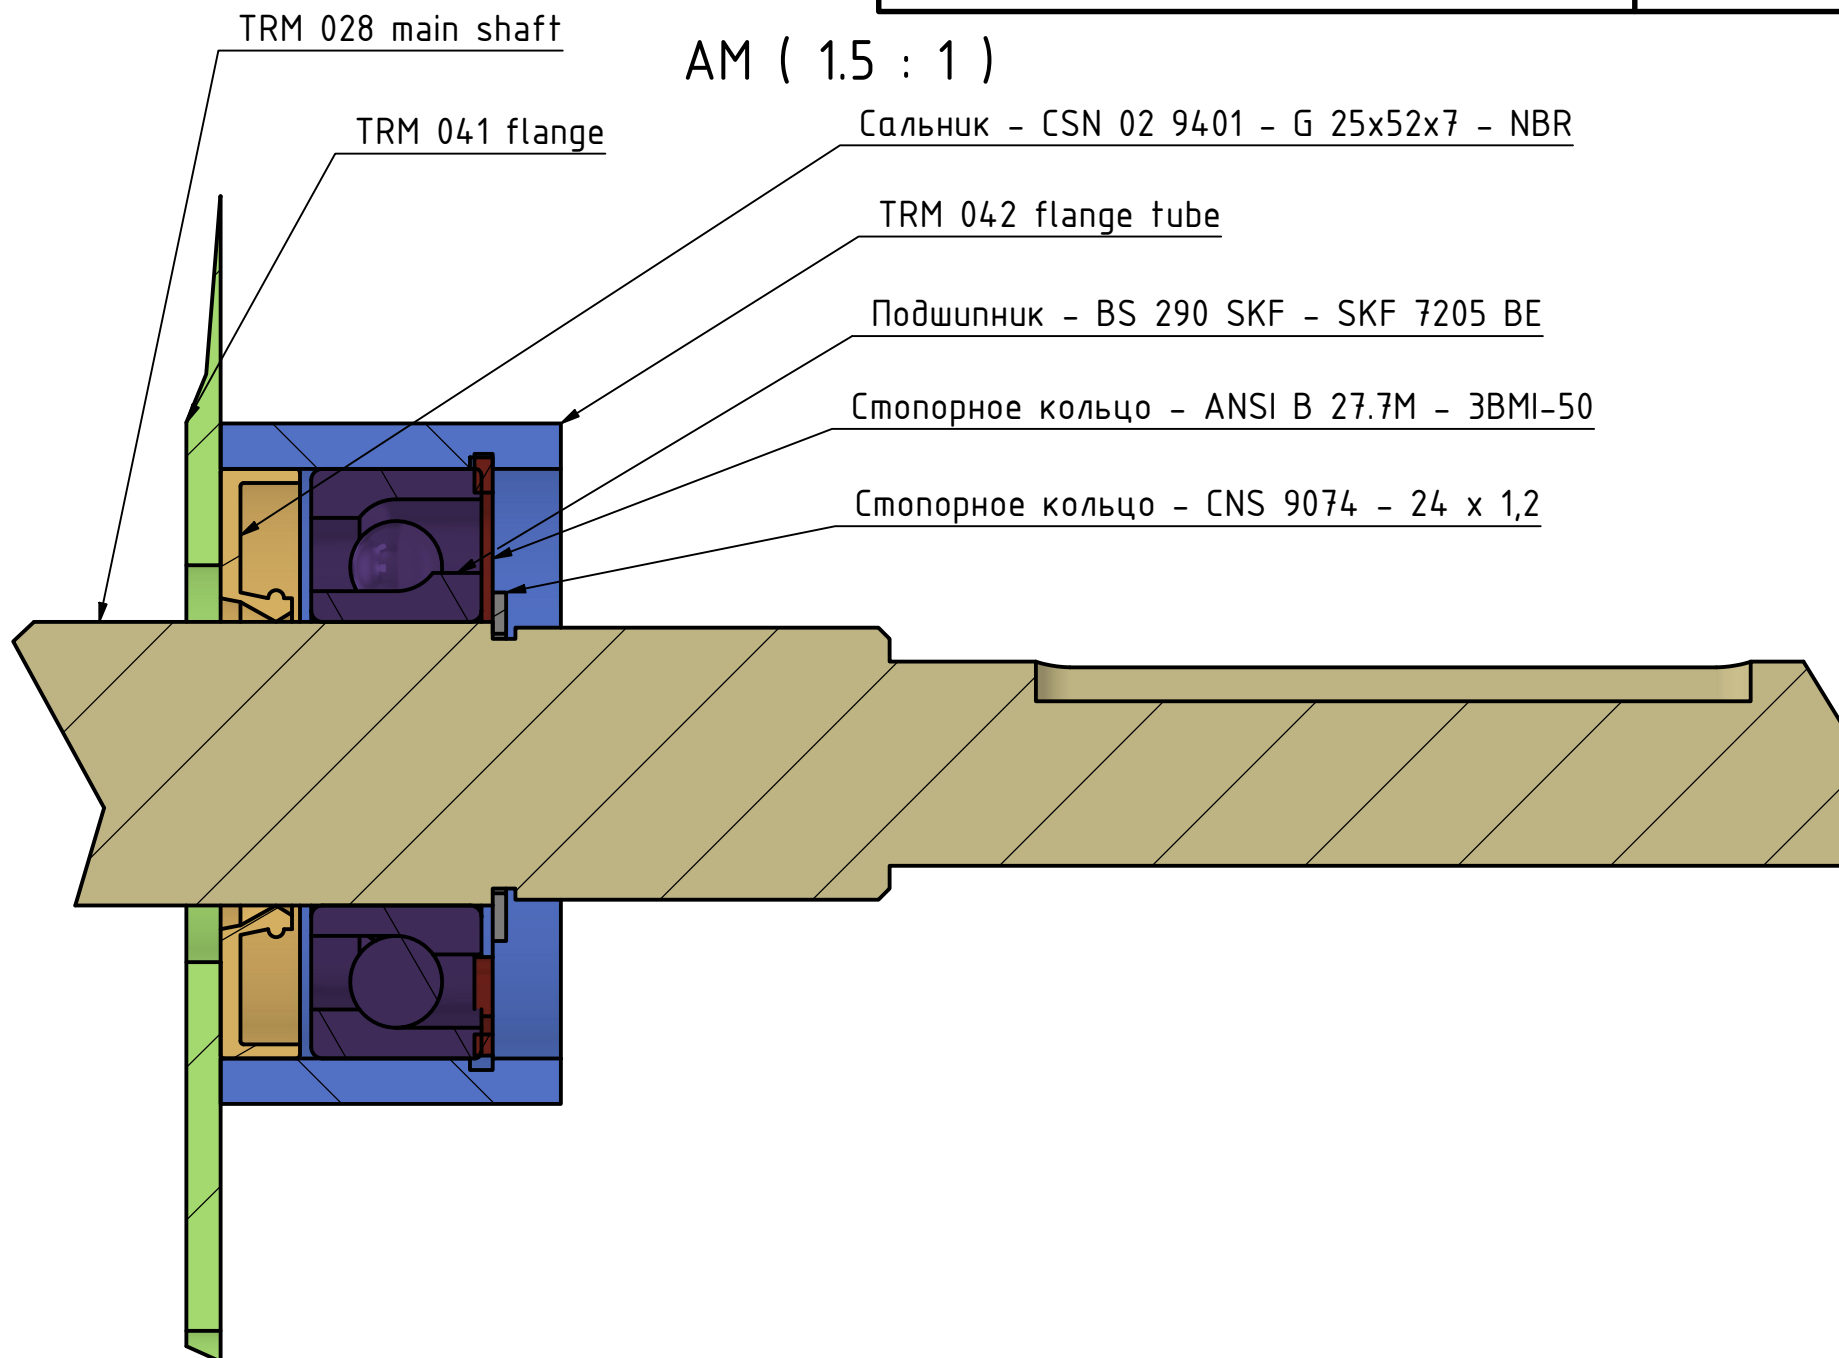 TRM 028 main shaft
AM ( 1.5 : 1 )
TRM 041 flange
Сальник - CSN 02 9401 - G 25x52x7 - NBR
TRM 042 flange tube
Подшипник - BS 290 SKF - SKF 7205 BE
Стопорное кольцо - ANSI B 27.7M - 3BMI-50
Стопорное кольцо - CNS 9074 - 24 x 1,2